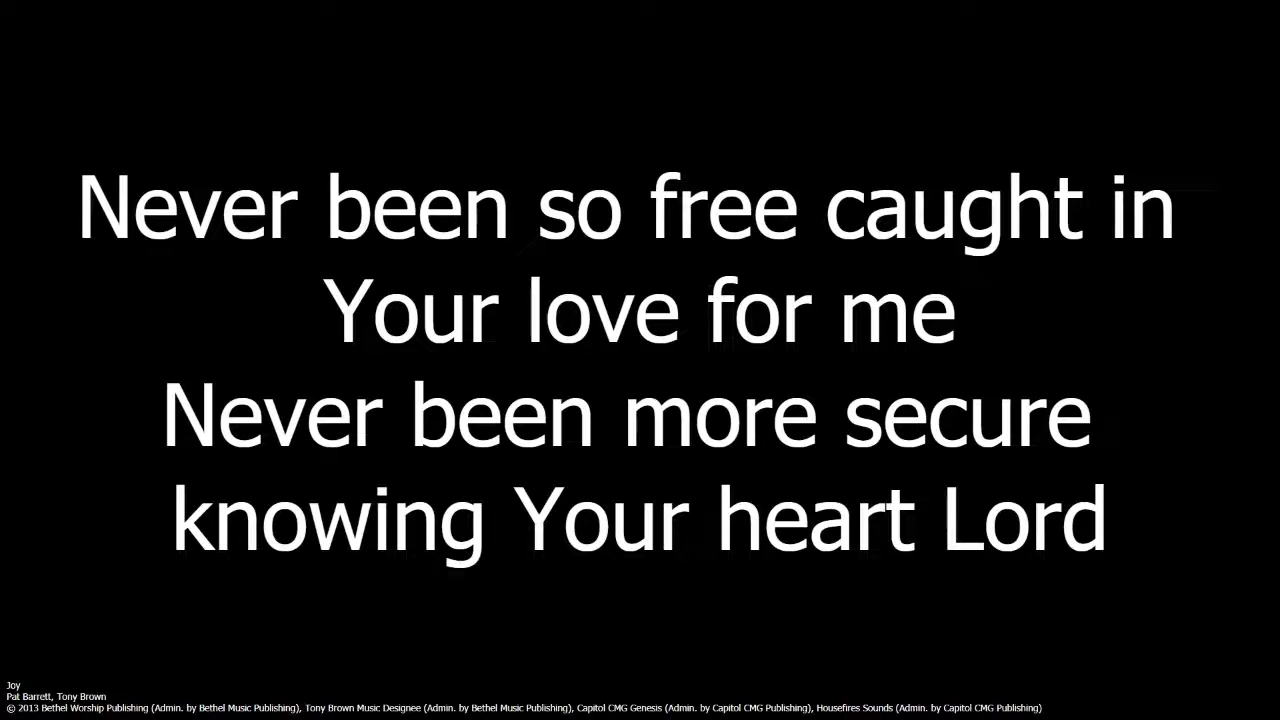 Never been so free caught in
Your love for me
Never been more secure
knowing Your heart Lord
Joy
Pat Barrett, Tony Brown
© 2013 Bethel Worship Publishing (Admin. by Bethel Music Publishing), Tony Brown Music Designee (Admin. by Bethel Music Publishing), Capitol CMG Genesis (Admin. by Capitol CMG Publishing), Housefires Sounds (Admin. by Capitol CMG Publishing)